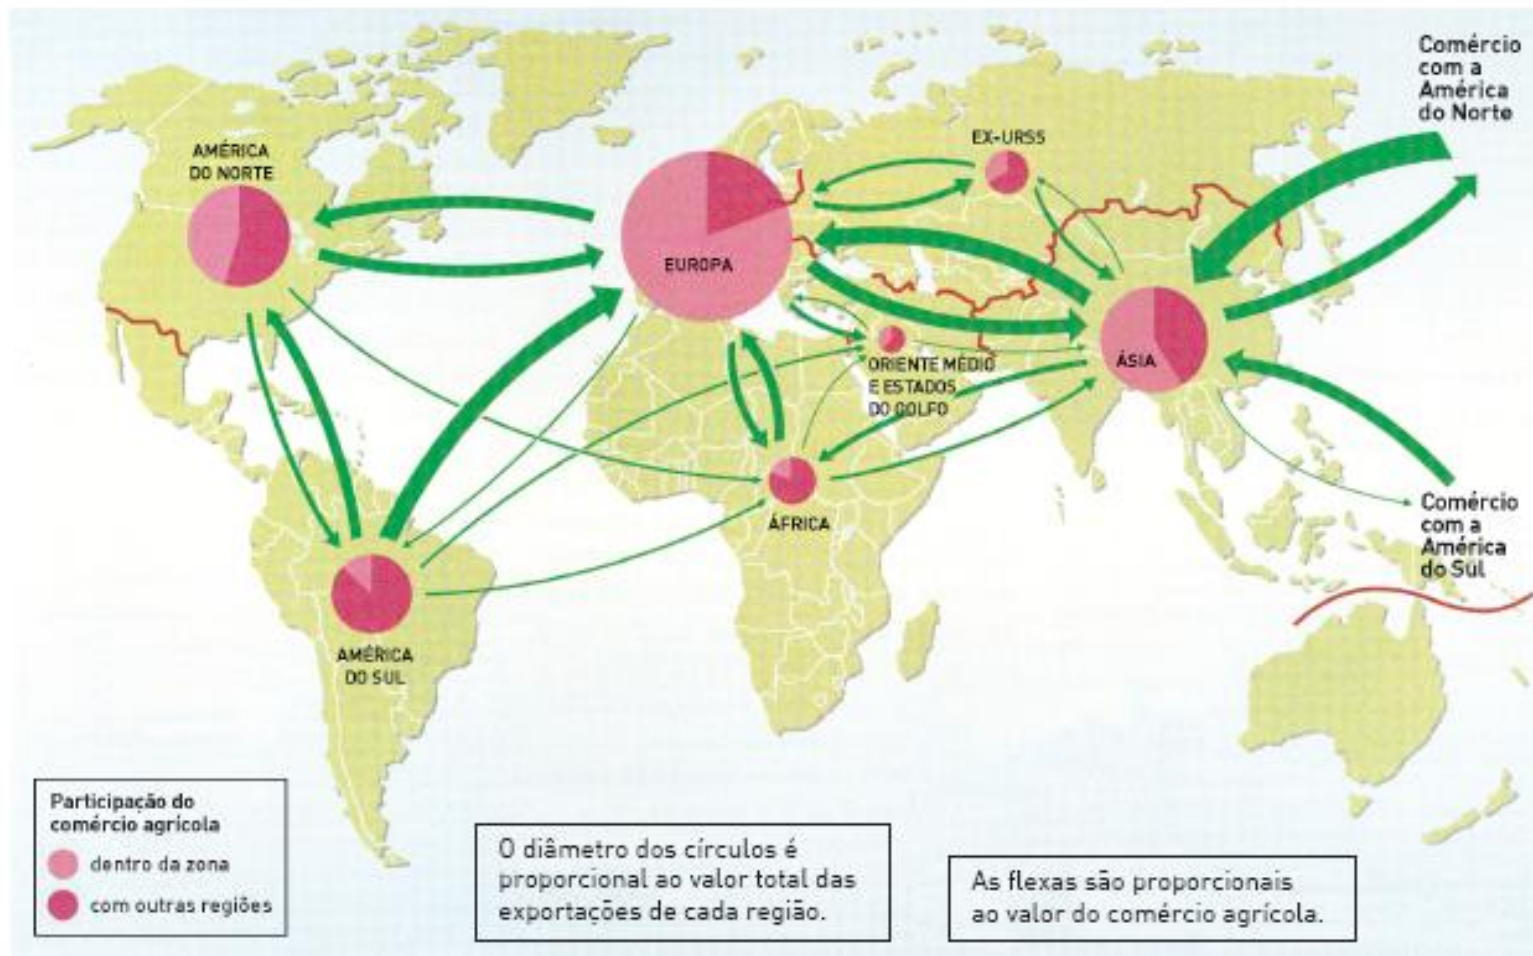 Comércio
com a
América
do Norte
AMÉRICA
DO NORTE
EX-URSS
EUROPA
ORIENTE MÉDIO
E ESTADOS
DO GOLFO
ÁSIA
ÁFRICA
Comércio
com a
América
do Sul
AMÉRICA
DO SUL
Participação do
comércio agrícola
dentro da zona
com outras regiões
O diâmetro dos círculos é
proporcional ao valor total das
exportações de cada região.
As flexas são proporcionais
ao valor do comércio agrícola.